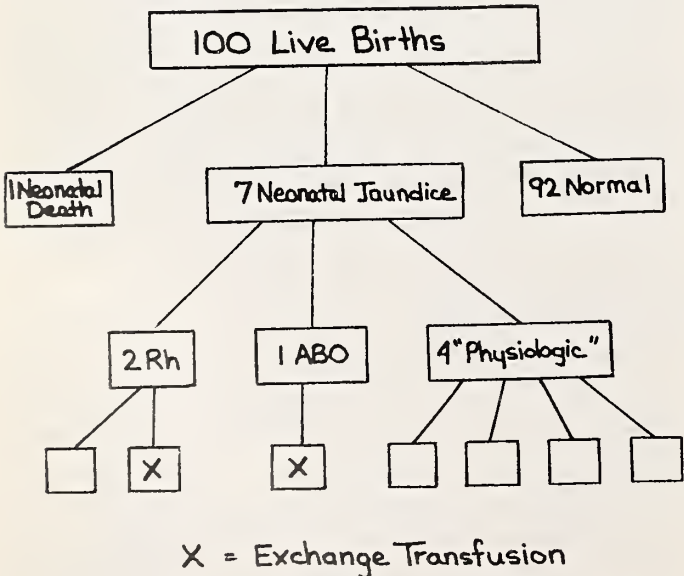 100 Live Births
1 Neonatal
Death
7 Neonatal Jaundice
92 Normal
2 Rh
1 ABO
4 "Physiologic"
X
X
X = Exchange Transfusion